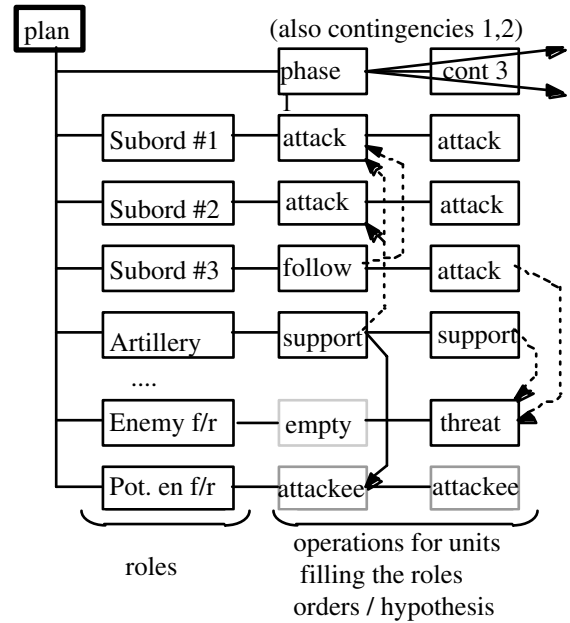 plan
(also contingencies 1,2)
phase
1
cont 3
Subord #1
attack
attack
Subord #2
attack
attack
Subord #3
follow
attack
Artillery
support
support
....
Enemy f/r
empty
threat
Pot. en f/r
attackee
attackee
roles
operations for units
filling the roles
orders / hypothesis